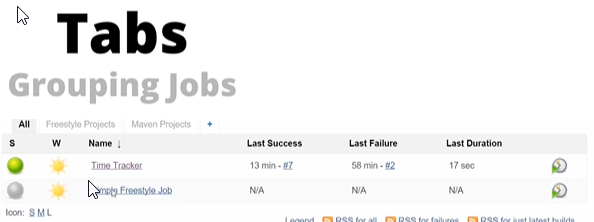 Tabs
Grouping Jobs
All Freestyle Projects Maven Projects +
S W Name ↓ Last Success Last Failure Last Duration
Time Tracker 13 min - #7 58 min - #2 17 sec
Freestyle Job N/A N/A N/A
Icon: S M L
Legend RSS for all RSS for failures RSS for just latest builds